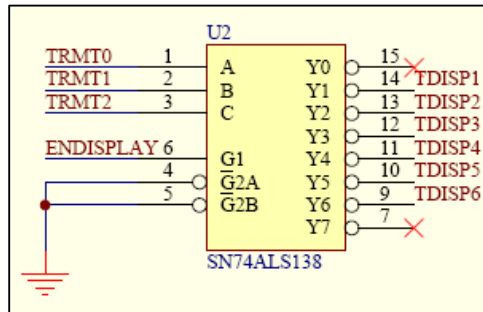 U2
TRMT0 1 A Y0 15
TRMT1 2 B Y1 14 TDISP1
TRMT2 3 C Y2 13 TDISP2
Y3 12 TDISP3
ENDISPLAY 6 G1 Y4 11 TDISP4
4 G2A Y5 10 TDISP5
5 G2B Y6 9 TDISP6
Y7 7
SN74ALS138